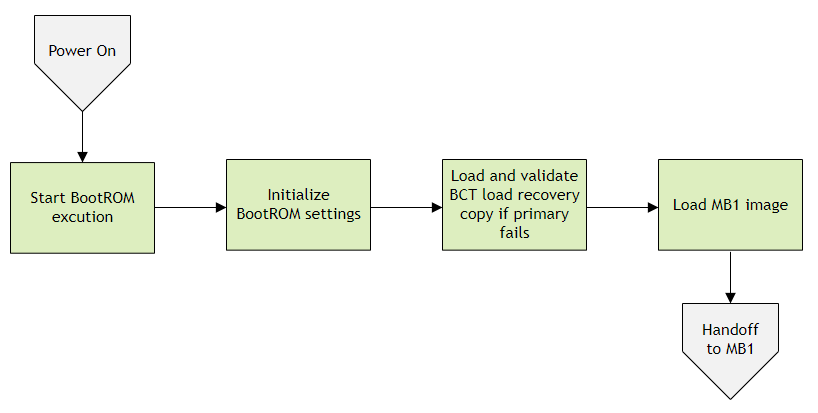 Power On
Start BootROM
excution
Initialize
BootROM settings
Load and validate
BCT load recovery
copy if primary
fails
Load MB1 image
Handoff
to MB1